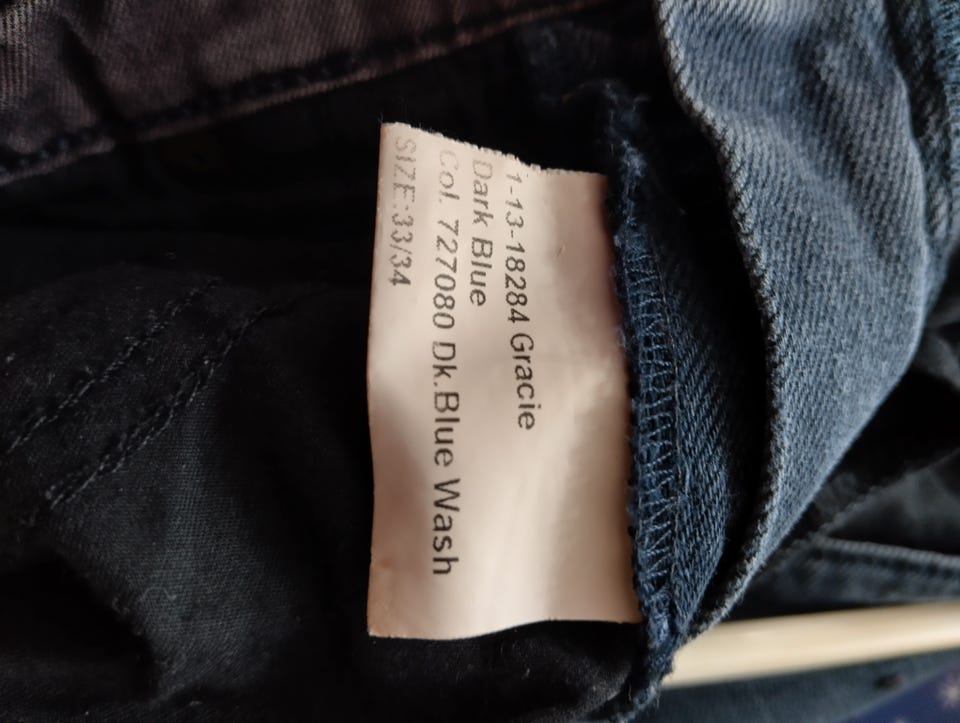 1-13-18284 Gracie
Dark Blue
Col. 727080 Dk.Blue Wash
SIZE:33/34